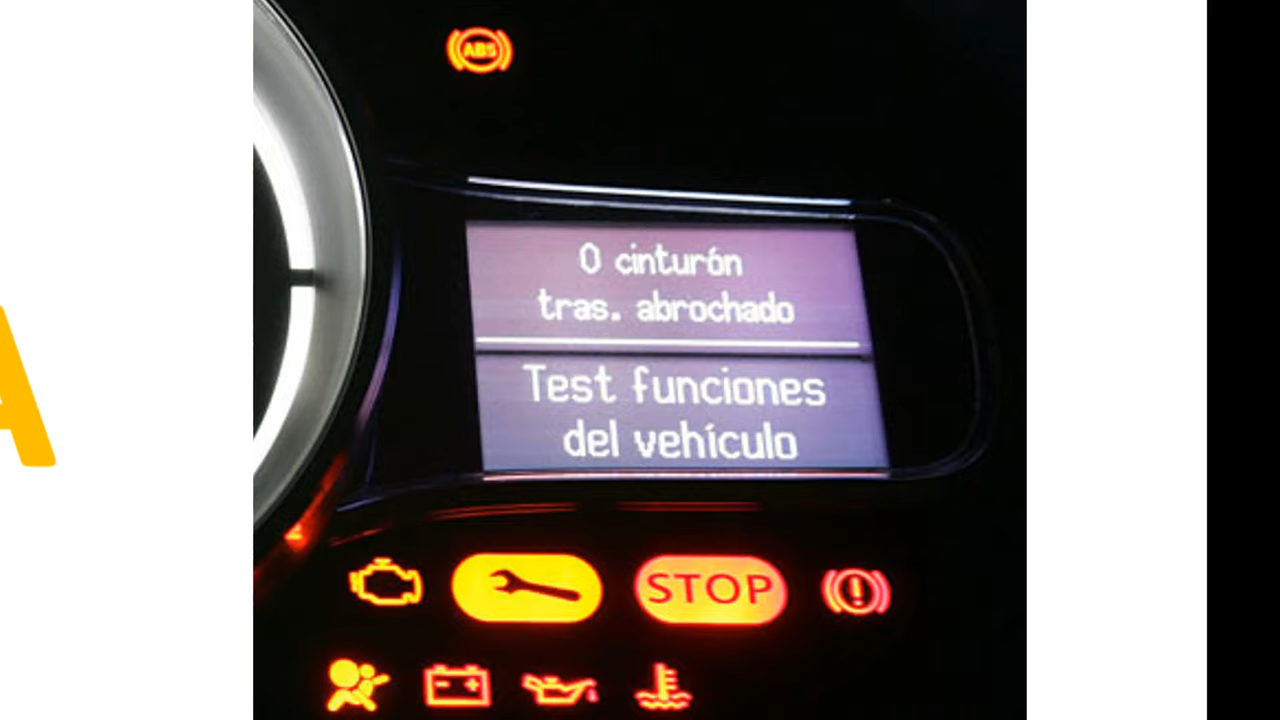 ABS
0 cinturón
tras. abrochado
Test funciones
del vehículo
STOP
A